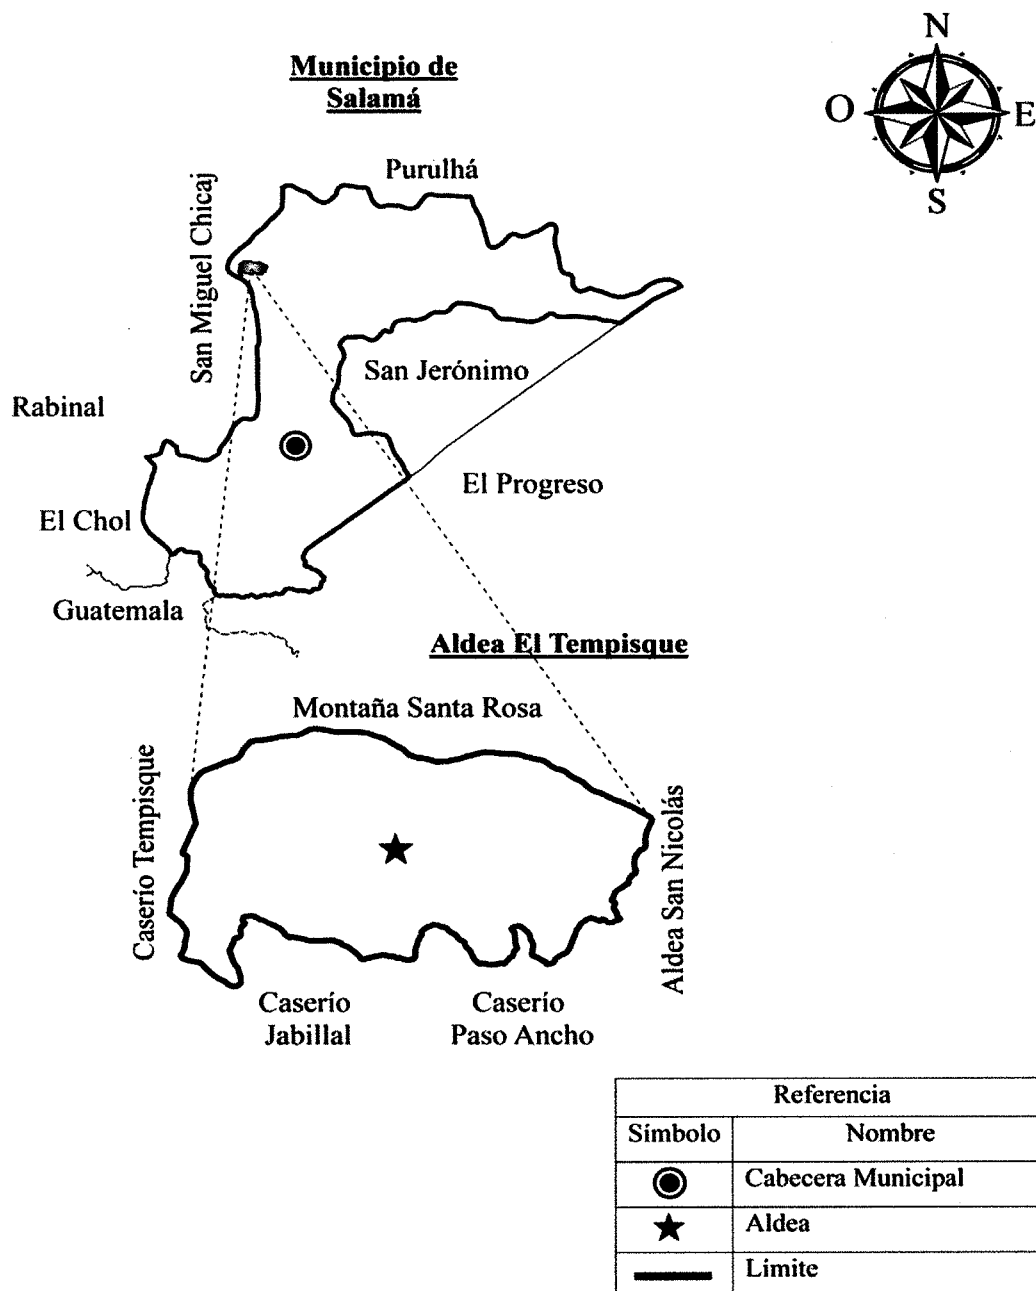 N
O
E
S
Municipio de
Salamá
Purulhá
San Miguel Chicaj
San Jerónimo
Rabinal
El Progreso
El Chol
Guatemala
Aldea El Tempisque
Montaña Santa Rosa
Caserío Tempisque
Aldea San Nicolás
Caserío
Jabillal
Caserío
Paso Ancho
Referencia
Símbolo Nombre
Cabecera Municipal
Aldea
Límite